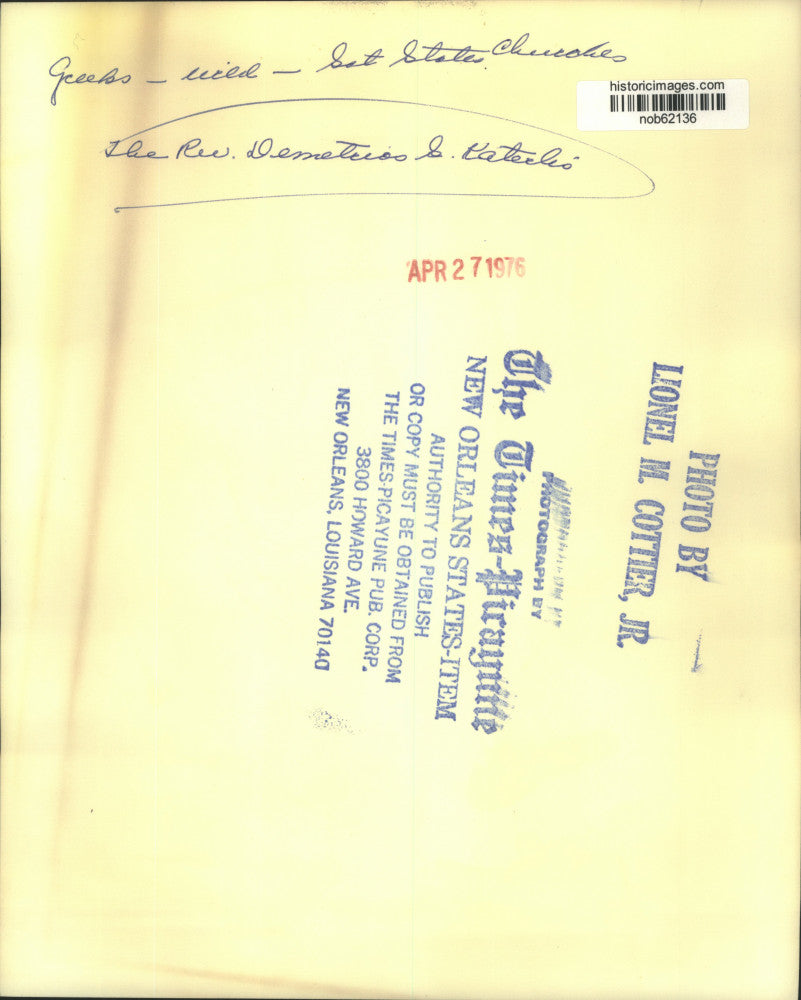 Greeks — wild — Sat States Churches
historicimages.com
nob62136
The Rev. Demetrios S. Katerlis
APR 27 1976
PHOTO BY
LIONEL M. COTTIER, JR.
PHOTOGRAPH BY
The Times-Picayune
NEW ORLEANS STATES-ITEM
AUTHORITY TO PUBLISH
OR COPY MUST BE OBTAINED FROM
THE TIMES-PICAYUNE PUB. CORP.
3800 HOWARD AVE.
NEW ORLEANS, LOUISIANA 70140